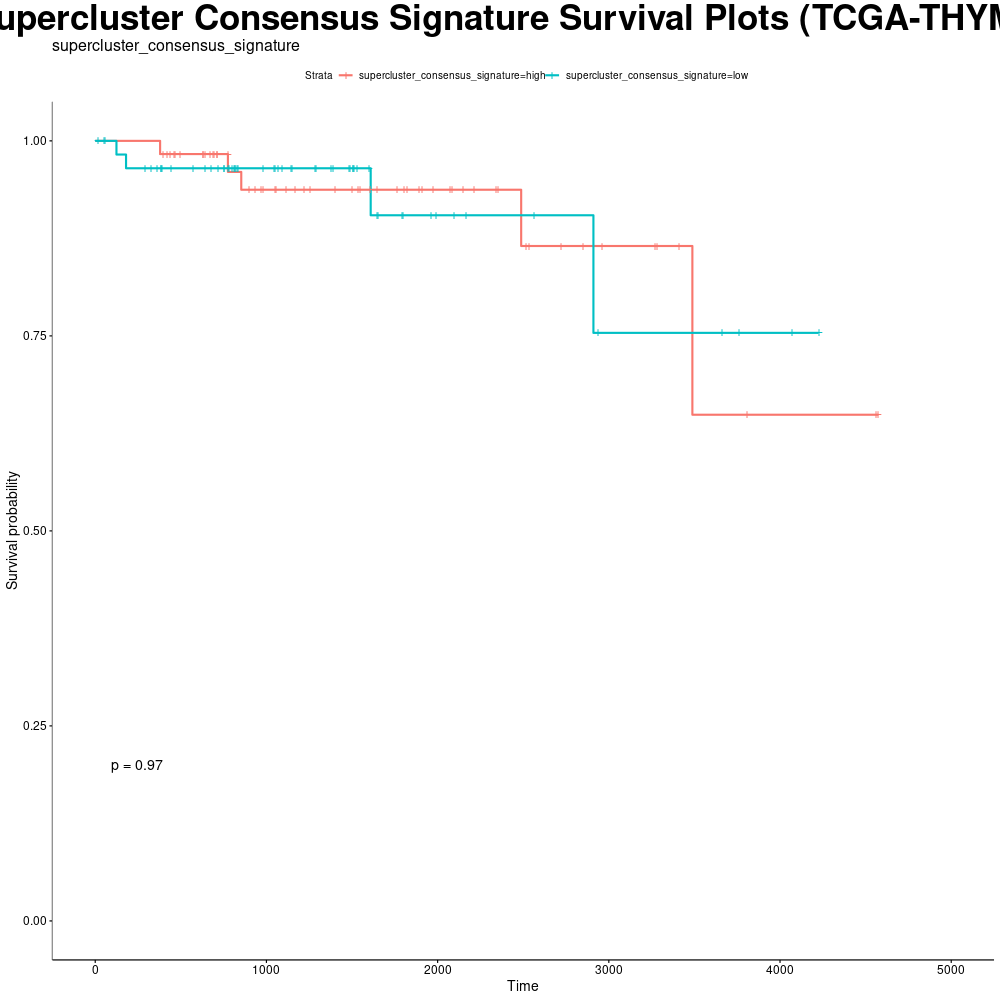 upercluster Consensus Signature Survival Plots (TCGA-THYM
supercluster_consensus_signature
Strata supercluster_consensus_signature=high supercluster_consensus_signature=low
1.00
0.75
0.50
0.25
0.00
Survival probability
p = 0.97
0 1000 2000 3000 4000 5000
Time